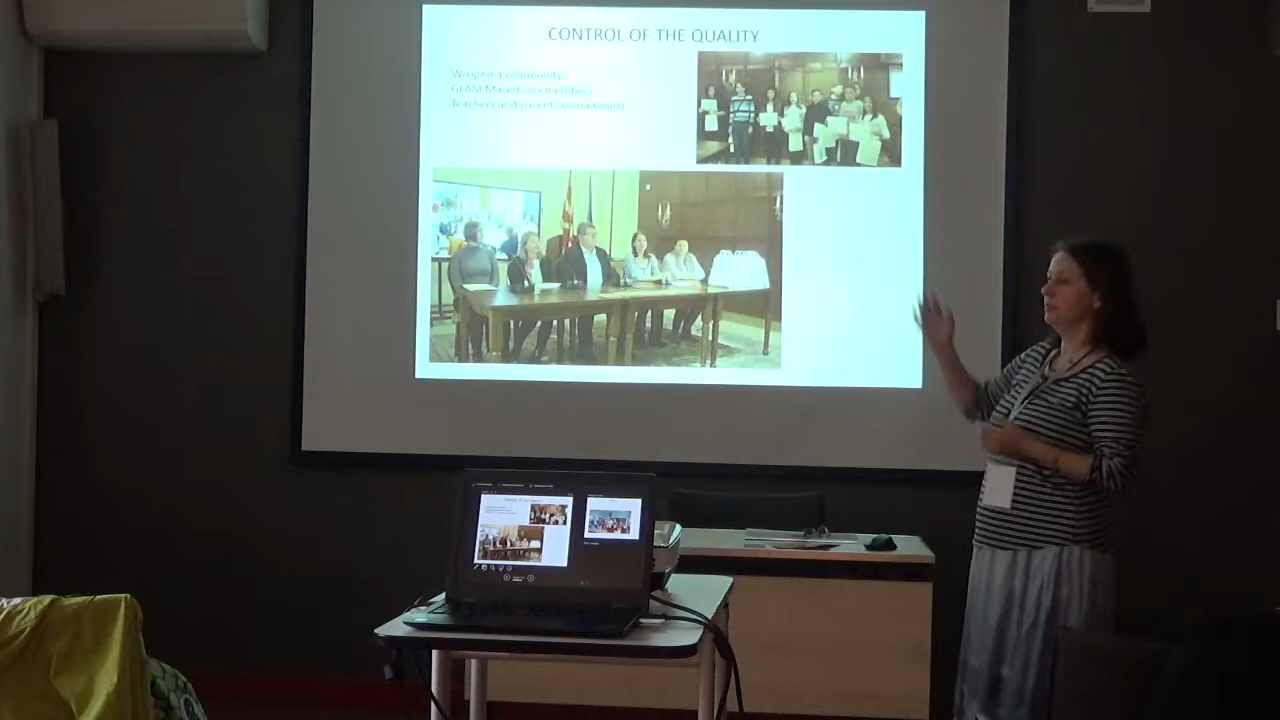 CONTROL OF THE QUALITY
Wikipedia community
GLAM Macedonia members
Teachers and parents (sometimes)